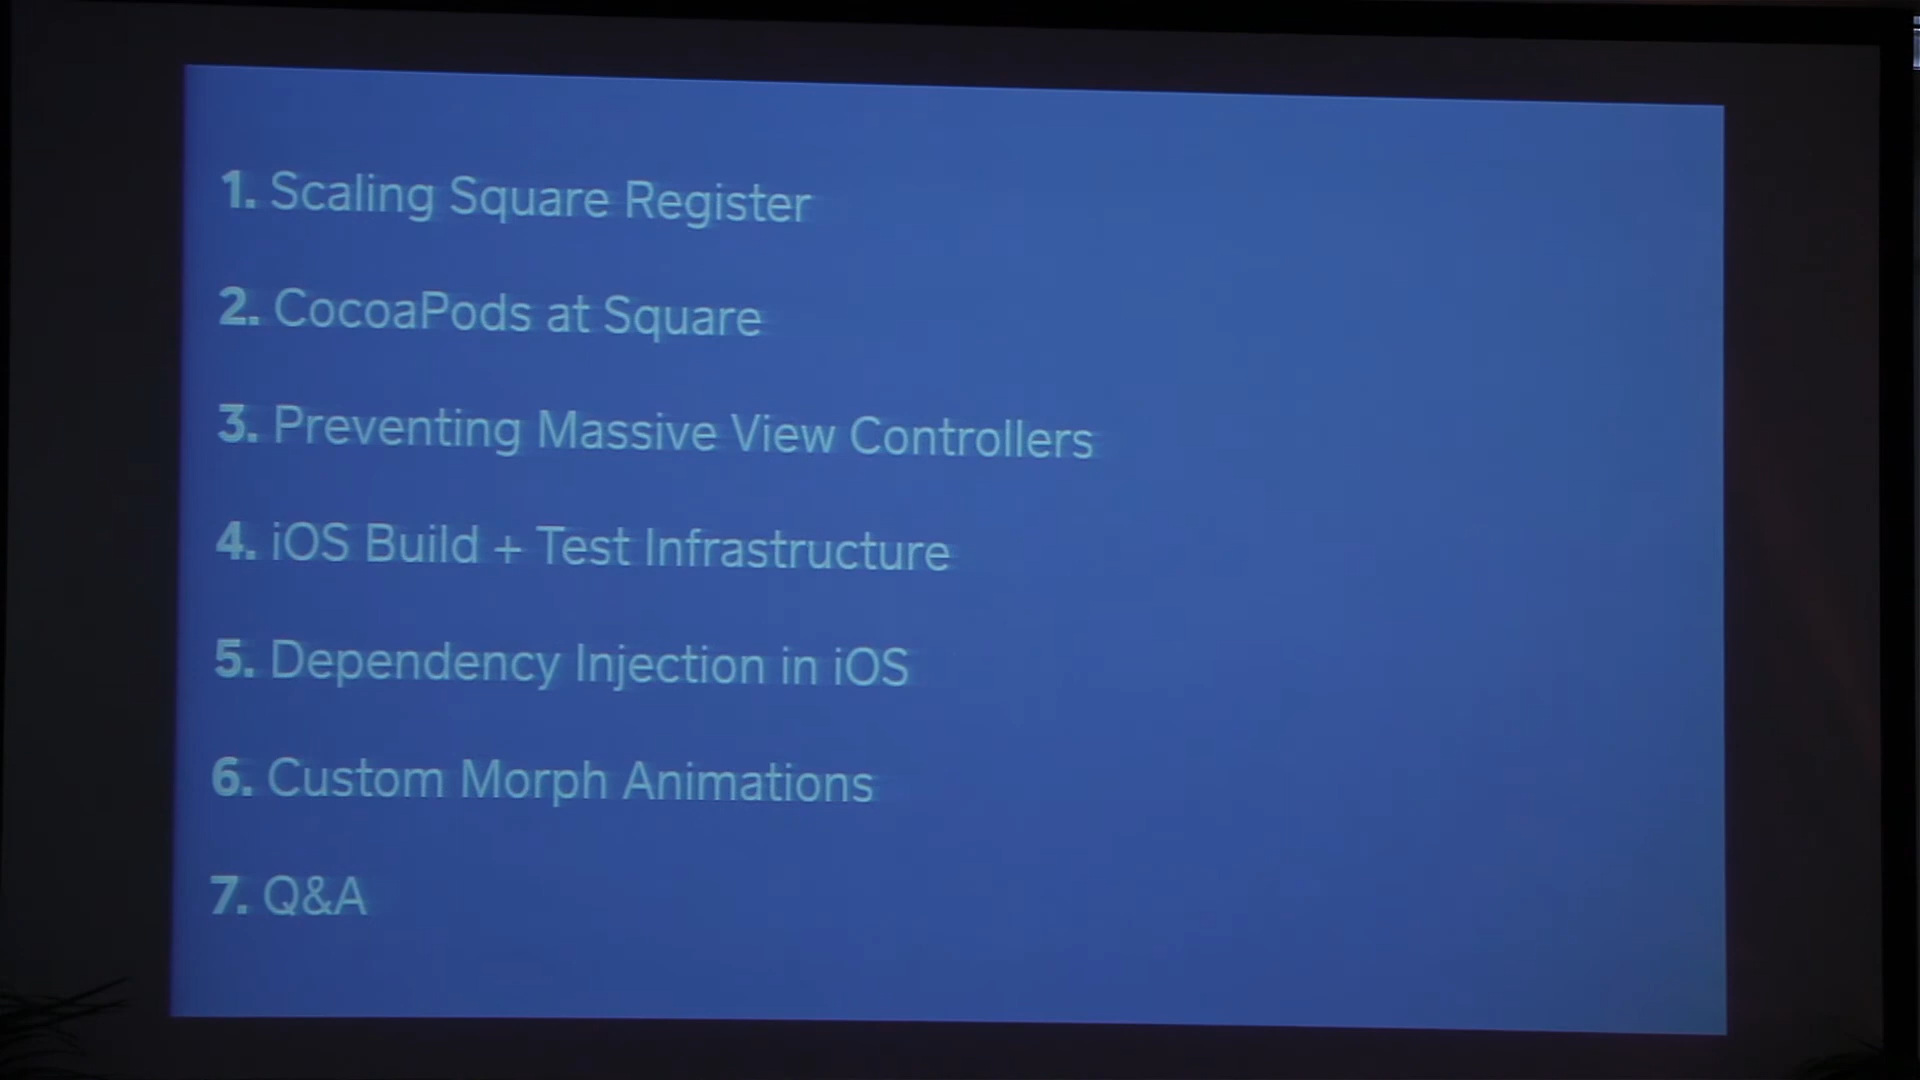 1. Scaling Square Register
2. CocoaPods at Square
3. Preventing Massive View Controllers
4. iOS Build + Test Infrastructure
5. Dependency Injection in iOS
6. Custom Morph Animations
7. Q&A